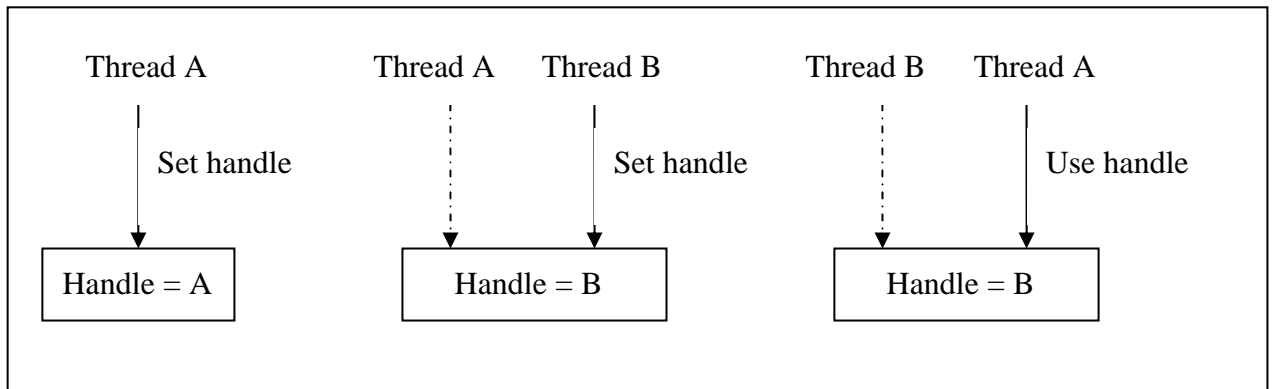 Thread A
Thread A
Thread B
Thread B
Thread A
Set handle
Set handle
Use handle
Handle = A
Handle = B
Handle = B